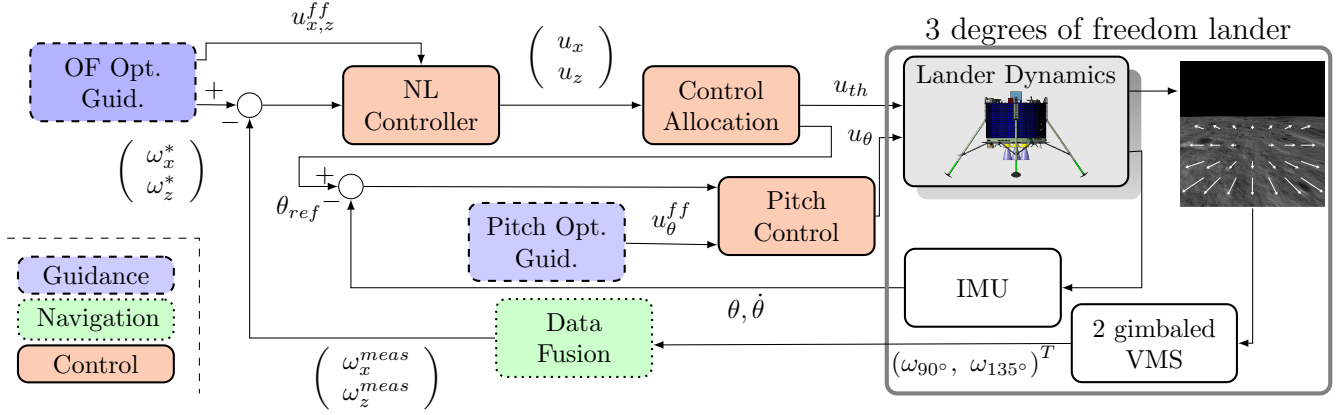 3 degrees of freedom lander
u_{x,z}^{ff}
OF Opt.
Guid.
+
−
NL
Controller
( u_x
u_z )
Control
Allocation
u_{th}
u_θ
Lander Dynamics
( ω_x^*
ω_z^* )
θ_{ref}
+
−
Pitch Opt.
Guid.
u_θ^{ff}
Pitch
Control
Guidance
Navigation
Control
IMU
θ, θ̇
Data
Fusion
( ω_x^{meas}
ω_z^{meas} )
(ω_{90°}, ω_{135°})^T
2 gimbaled
VMS